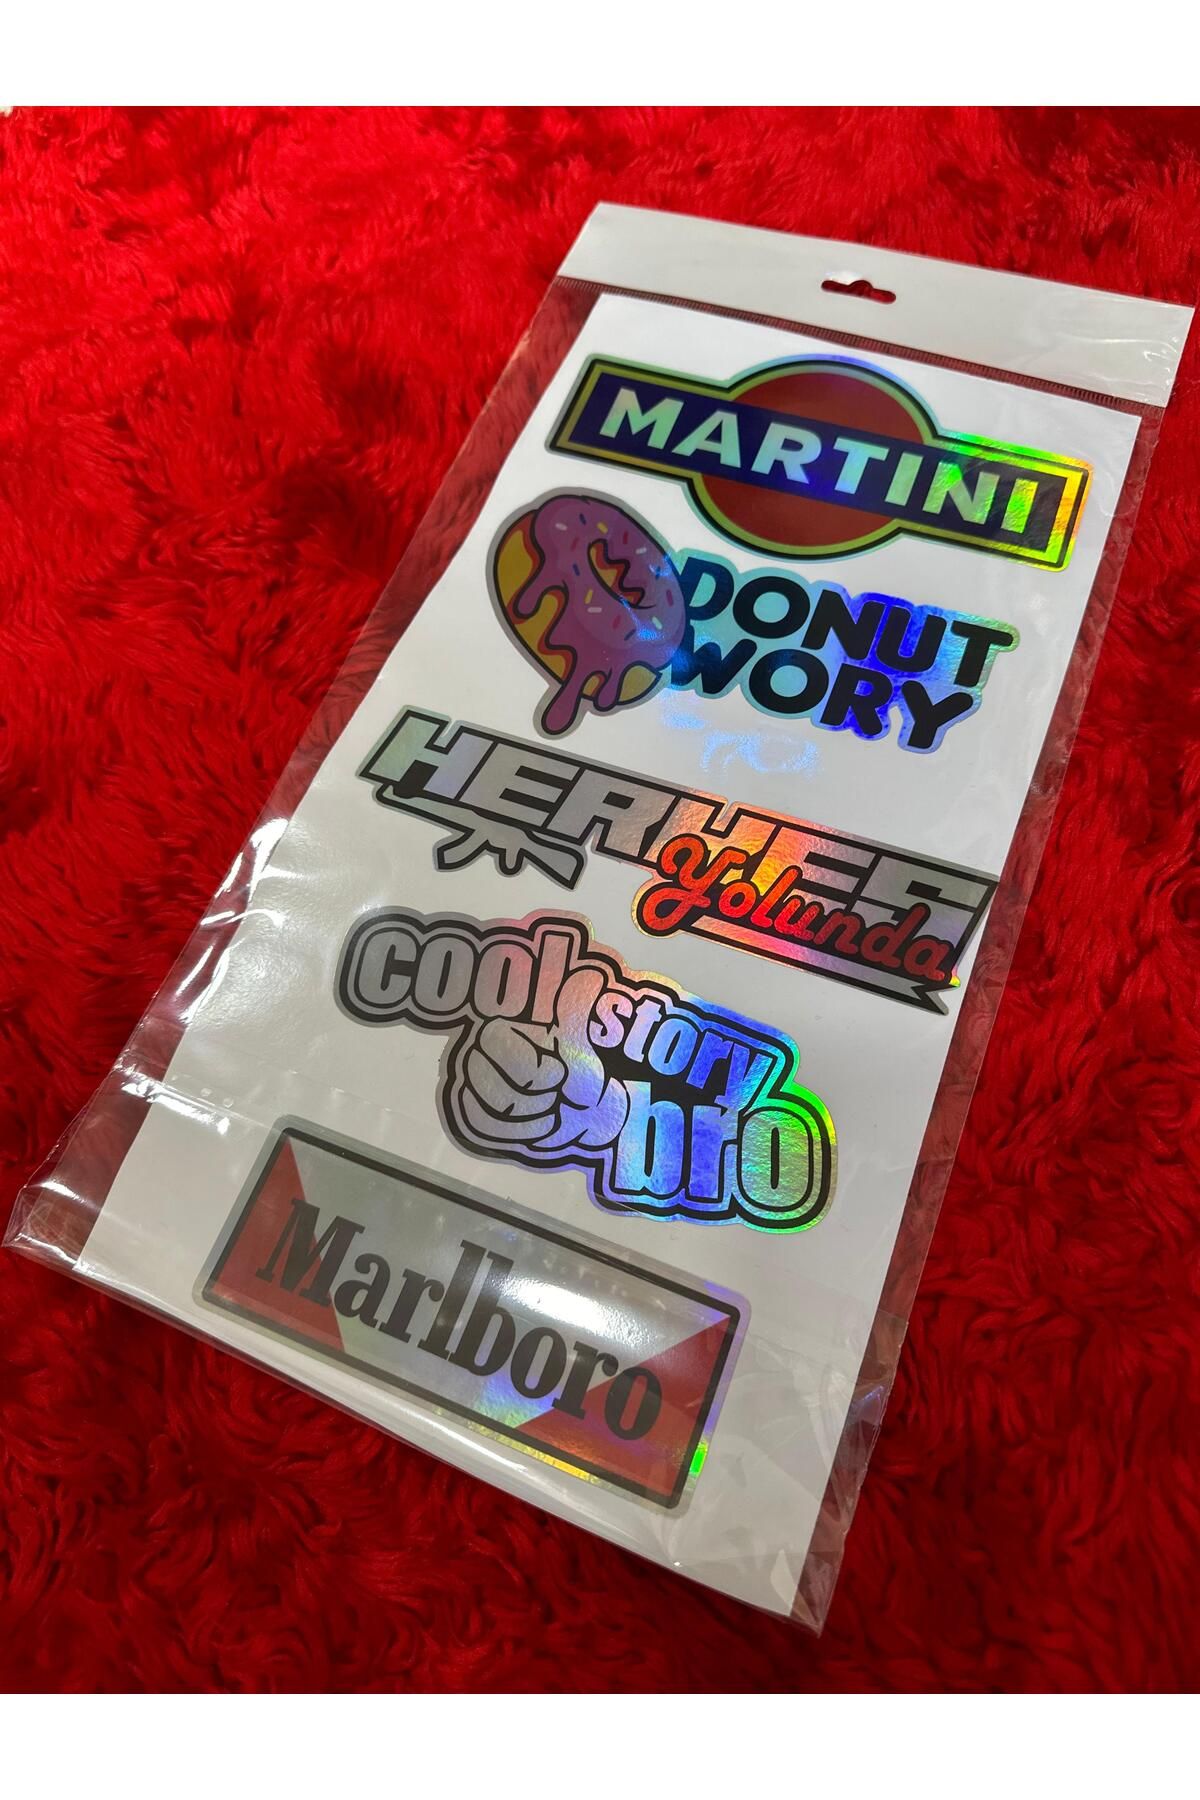 MARTINI
DONUT
WORY
HERKES
Yolunda
cool story
bro
Marlboro